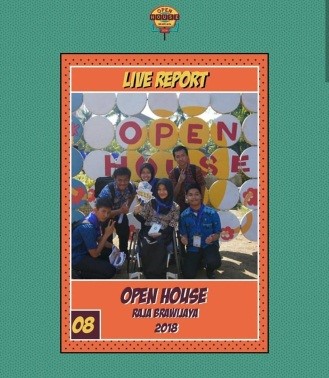 OPEN
HOUSE
LIVE REPORT
OPEN
HOUSE
OPEN HOUSE
RAJA BRAWIJAYA
2018
08